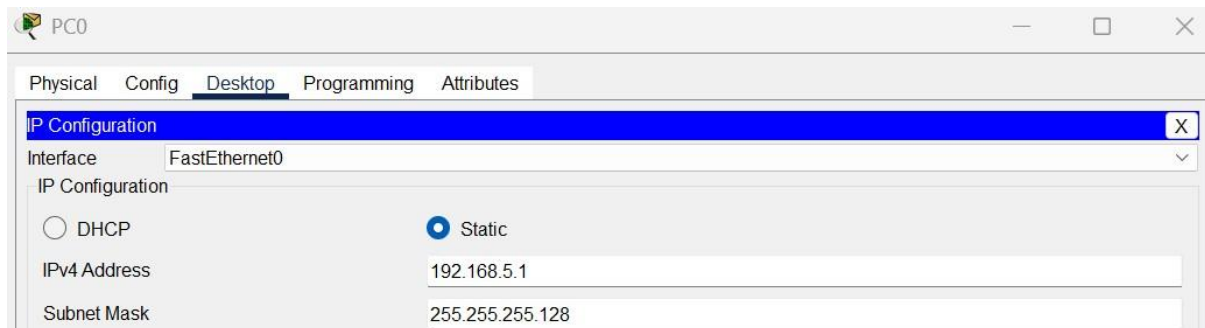 PC0
Physical Config Desktop Programming Attributes
IP Configuration X
Interface FastEthernet0
IP Configuration
DHCP Static
IPv4 Address 192.168.5.1
Subnet Mask 255.255.255.128